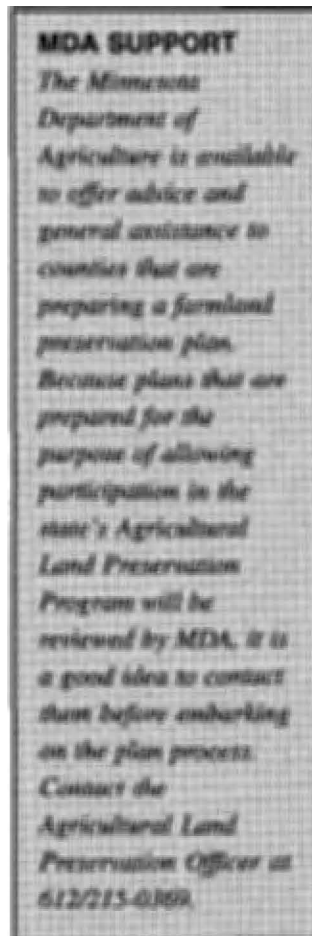 MDA SUPPORT
The Minnesota
Department of
Agriculture is available
to offer advice and
general assistance to
counties that are
preparing a farmland
preservation plan.
Because plans that are
prepared for the
purpose of allowing
participation in the
state's Agricultural
Land Preservation
Program will be
reviewed by MDA, it is
a good idea to contact
them before embarking
on the plan process.
Contact the
Agricultural Land
Preservation Officer at
612/215-0369.